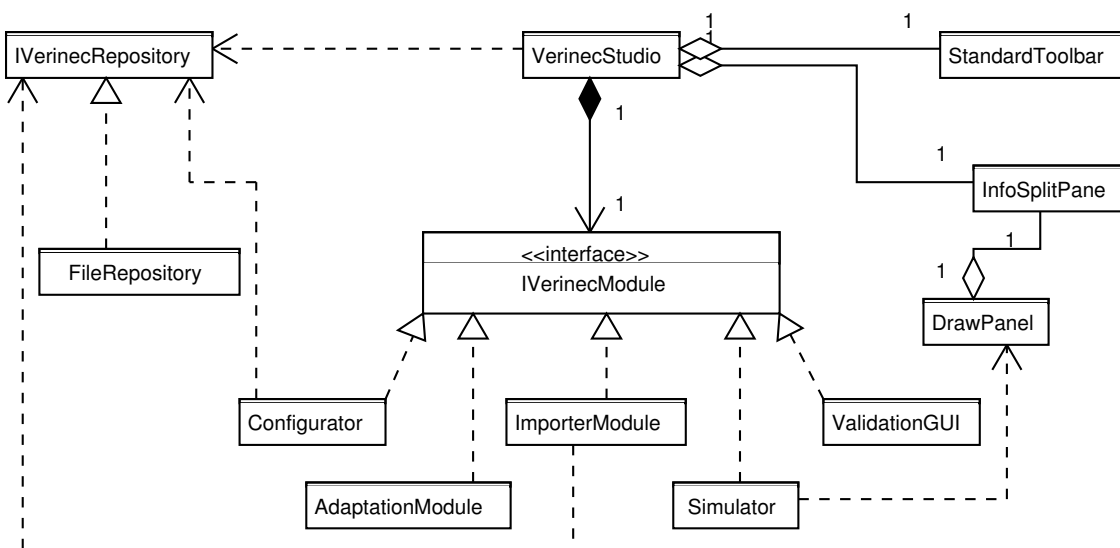 1
1
1
IVerinecRepository
VerinecStudio
StandardToolbar
1
1
InfoSplitPane
1
1
<<interface>>
IVerinecModule
FileRepository
1
DrawPanel
Configurator
ImporterModule
ValidationGUI
AdaptationModule
Simulator